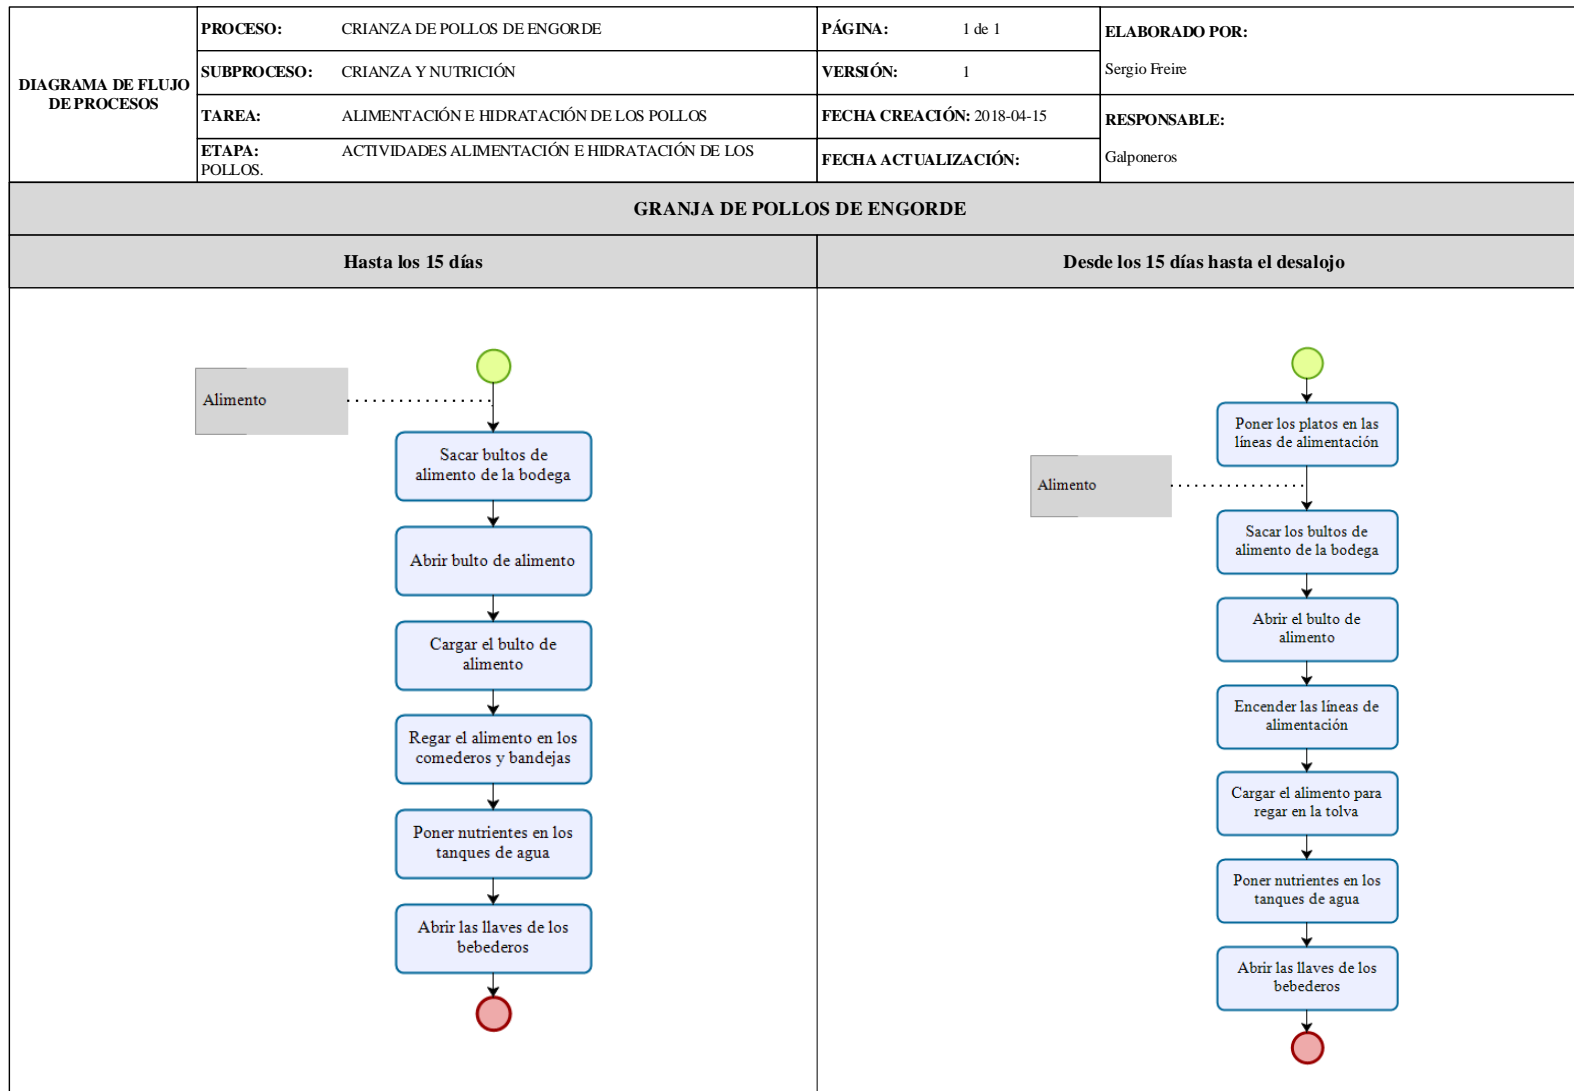 DIAGRAMA DE FLUJO
DE PROCESOS
PROCESO: CRIANZA DE POLLOS DE ENGORDE
SUBPROCESO: CRIANZA Y NUTRICIÓN
TAREA: ALIMENTACIÓN E HIDRATACIÓN DE LOS POLLOS
ETAPA: ACTIVIDADES ALIMENTACIÓN E HIDRATACIÓN DE LOS
POLLOS.
PÁGINA: 1 de 1
VERSIÓN: 1
FECHA CREACIÓN: 2018-04-15
FECHA ACTUALIZACIÓN:
ELABORADO POR:
Sergio Freire
RESPONSABLE:
Galponeros
GRANJA DE POLLOS DE ENGORDE
Hasta los 15 días
Alimento
Sacar bultos de
alimento de la bodega
Abrir bulto de alimento
Cargar el bulto de
alimento
Regar el alimento en los
comederos y bandejas
Poner nutrientes en los
tanques de agua
Abrir las llaves de los
bebederos
Desde los 15 días hasta el desalojo
Poner los platos en las
líneas de alimentación
Alimento
Sacar los bultos de
alimento de la bodega
Abrir el bulto de
alimento
Encender las líneas de
alimentación
Cargar el alimento para
regar en la tolva
Poner nutrientes en los
tanques de agua
Abrir las llaves de los
bebederos